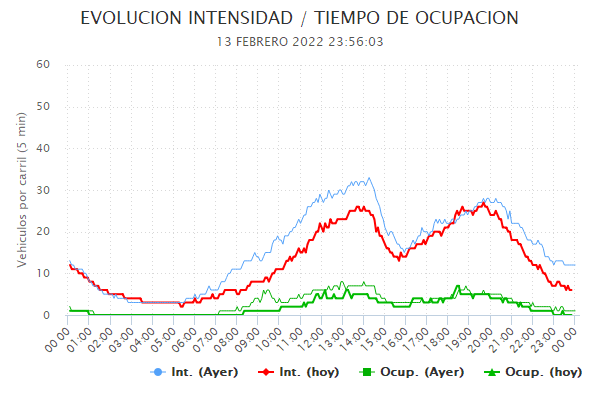 EVOLUCION INTENSIDAD / TIEMPO DE OCUPACION
13 FEBRERO 2022 23:56:03
Vehiculos por carril (5 min)
60
50
40
30
20
10
0
00:00 01:00 02:00 03:00 04:00 05:00 06:00 07:00 08:00 09:00 10:00 11:00 12:00 13:00 14:00 15:00 16:00 17:00 18:00 19:00 20:00 21:00 22:00 23:00 00:00
Int. (Ayer) Int. (hoy) Ocup. (Ayer) Ocup. (hoy)